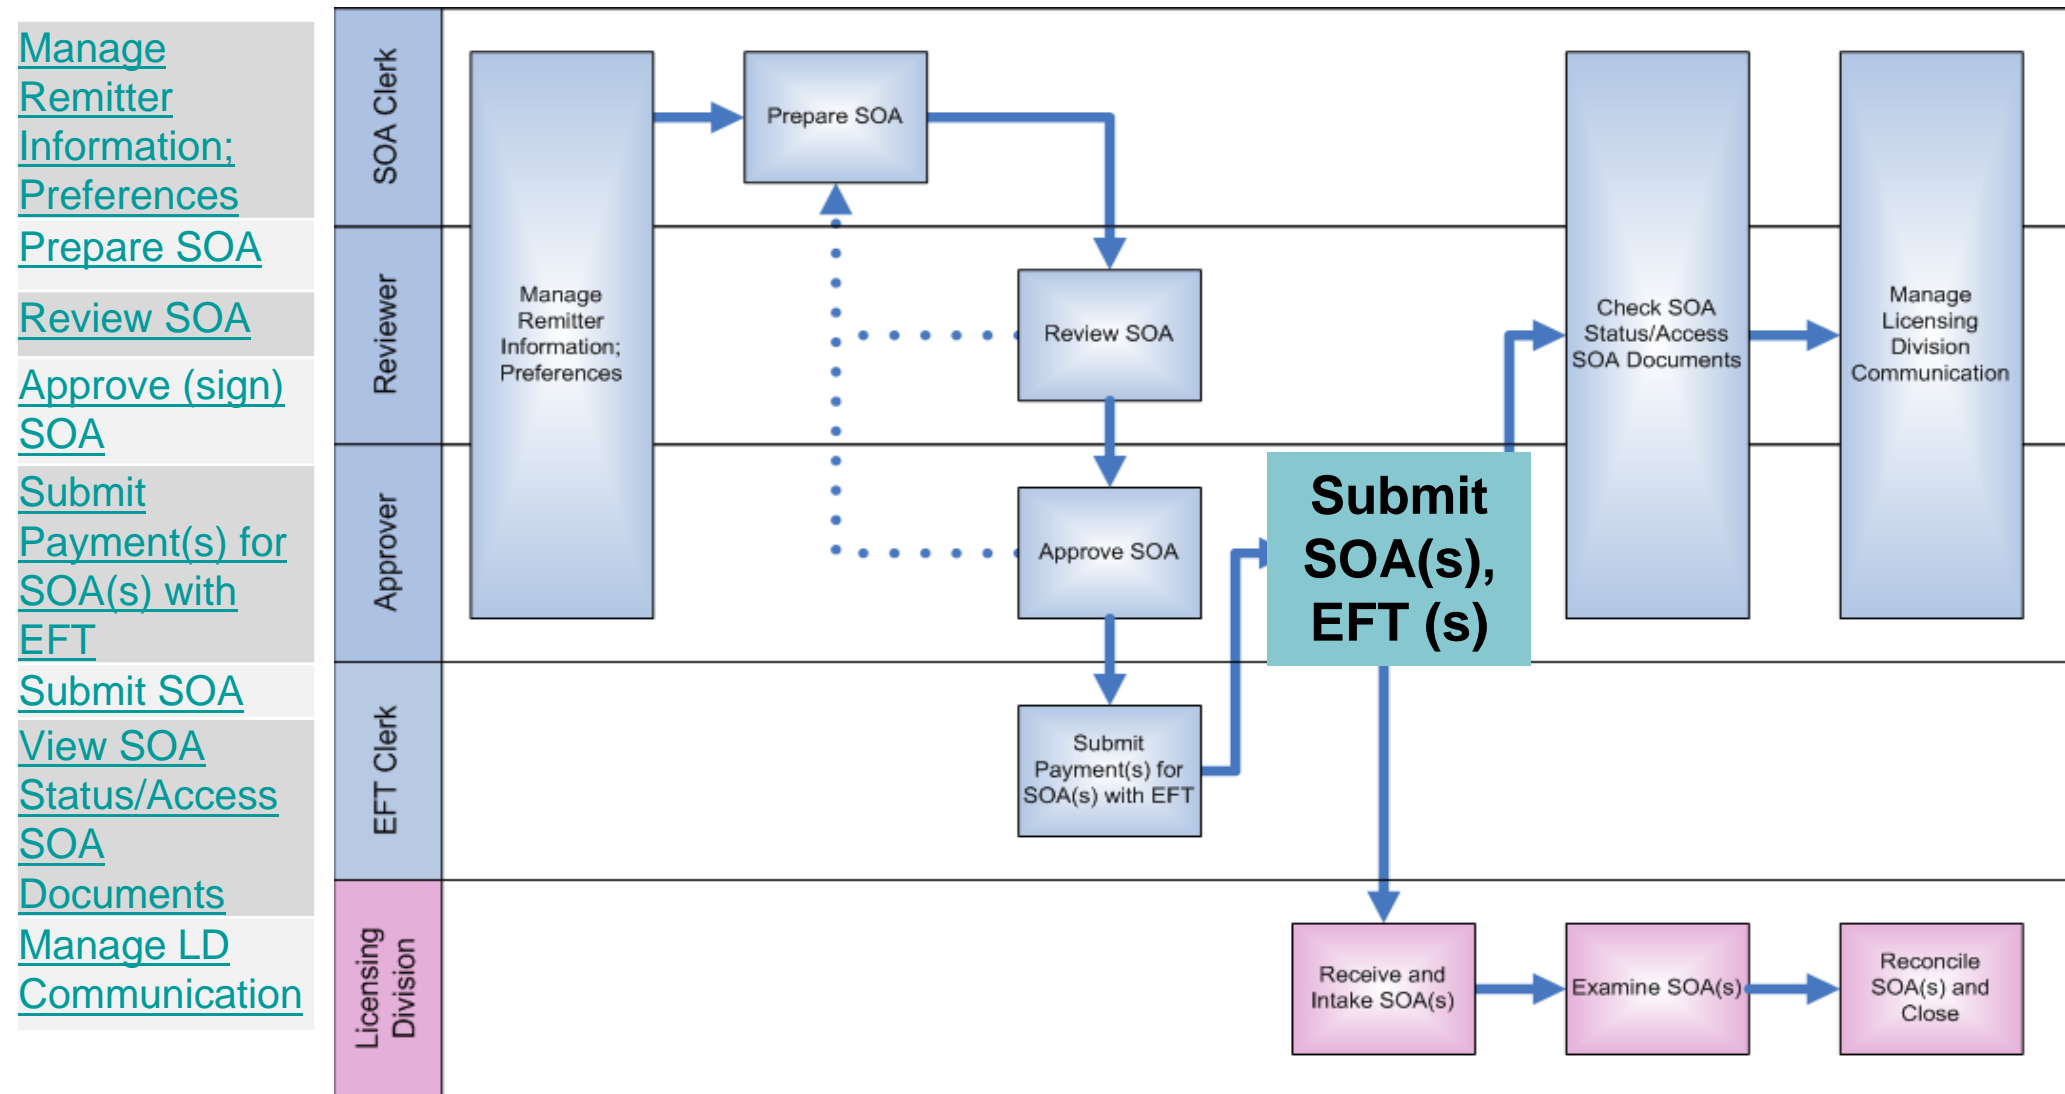 Manage
Remitter
Information;
Preferences
Prepare SOA
Review SOA
Approve (sign)
SOA
Submit
Payment(s) for
SOA(s) with
EFT
Submit SOA
View SOA
Status/Access
SOA
Documents
Manage LD
Communication
SOA Clerk
Reviewer
Approver
EFT Clerk
Licensing
Division
Manage
Remitter
Information;
Preferences
Prepare SOA
Review SOA
Approve SOA
Submit
Payment(s) for
SOA(s) with EFT
Submit
SOA(s),
EFT (s)
Check SOA
Status/Access
SOA Documents
Manage
Licensing
Division
Communication
Receive and
Intake SOA(s)
Examine SOA(s)
Reconcile
SOA(s) and
Close